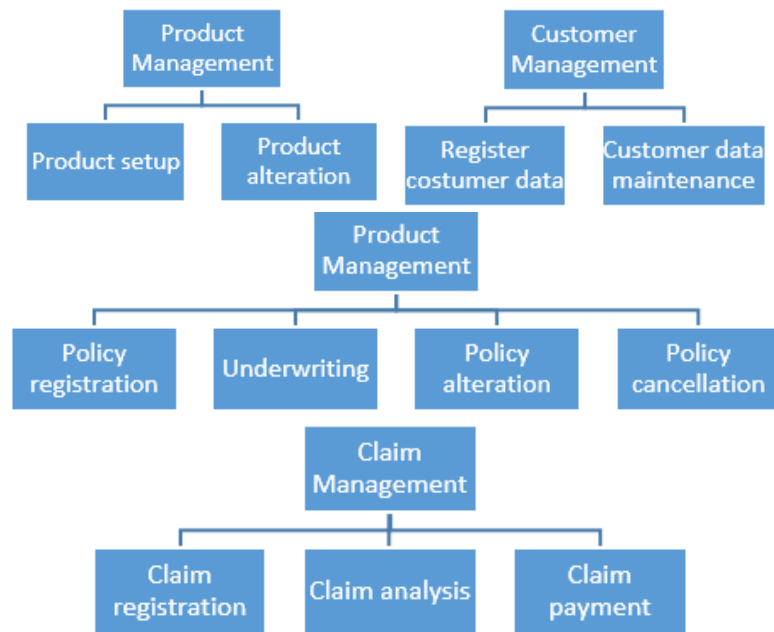 Product
Management
Customer
Management
Product setup
Product
alteration
Register
costumer data
Customer data
maintenance
Product
Management
Policy
registration
Underwriting
Policy
alteration
Policy
cancellation
Claim
Management
Claim
registration
Claim analysis
Claim
payment